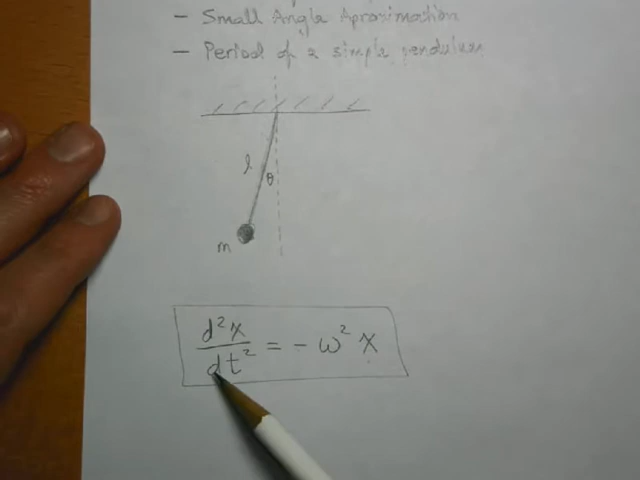 - Small Angle Aproximation
- Period of a simple pendulum
l
θ
m
d²x/dt² = - ω² x